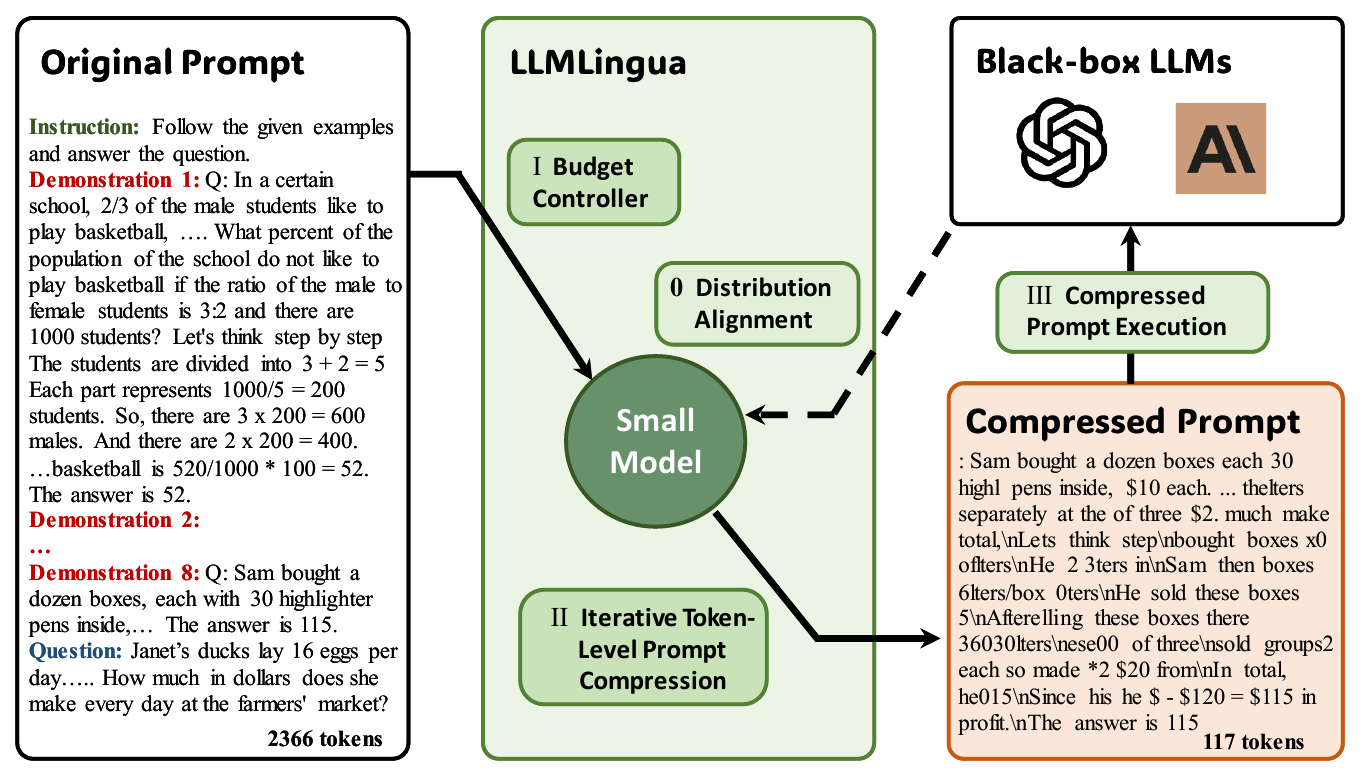 Original Prompt
Instruction: Follow the given examples
and answer the question.
Demonstration 1: Q: In a certain
school, 2/3 of the male students like to
play basketball, …. What percent of the
population of the school do not like to
play basketball if the ratio of the male to
female students is 3:2 and there are
1000 students? Let's think step by step
The students are divided into 3 + 2 = 5
Each part represents 1000/5 = 200
students. So, there are 3 x 200 = 600
males. And there are 2 x 200 = 400.
…basketball is 520/1000 * 100 = 52.
The answer is 52.
Demonstration 2:
…
Demonstration 8: Q: Sam bought a
dozen boxes, each with 30 highlighter
pens inside,… The answer is 115.
Question: Janet’s ducks lay 16 eggs per
day….. How much in dollars does she
make every day at the farmers' market?
2366 tokens
LLMLingua
I Budget
Controller
0 Distribution
Alignment
Small
Model
II Iterative Token-
Level Prompt
Compression
Black-box LLMs
AI
III Compressed
Prompt Execution
Compressed Prompt
: Sam bought a dozen boxes each 30
highl pens inside, $10 each. ... thelters
separately at the of three $2. much make
total,\nLets think step\nbought boxes x0
oflters\nHe 2 3ters in\nSam then boxes
6lters/box 0ters\nHe sold these boxes
5\nAfterelling these boxes there
36030lters\nese00 of three\nsold groups2
each so made *2 $20 from\nIn total,
he015\nSince his he $ - $120 = $115 in
profit.\nThe answer is 115
117 tokens